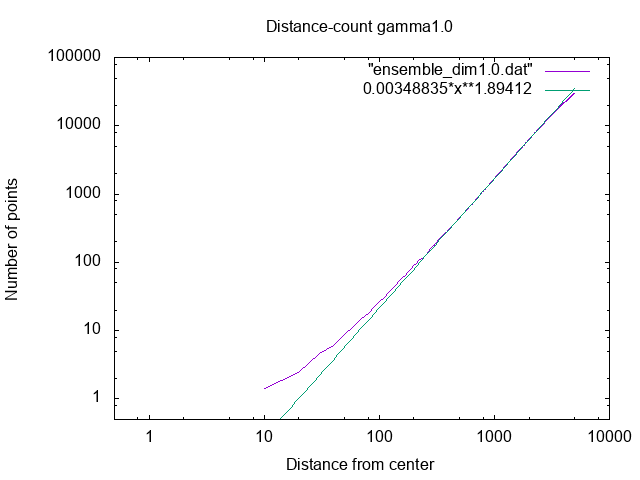 Distance-count gamma1.0
100000
10000
1000
100
10
1
"ensemble_dim1.0.dat"
0.00348835*x**1.89412
Number of points
1 10 100 1000 10000
Distance from center